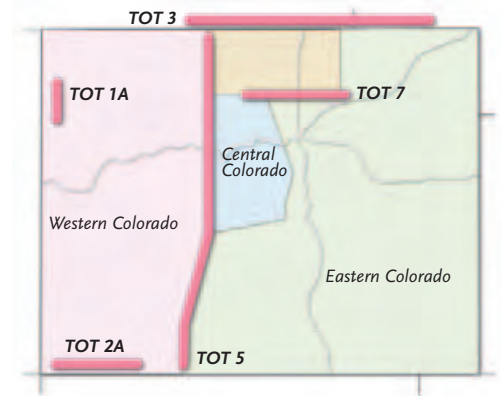 TOT 3
TOT 1A
TOT 7
Central
Colorado
Western Colorado
Eastern Colorado
TOT 2A
TOT 5